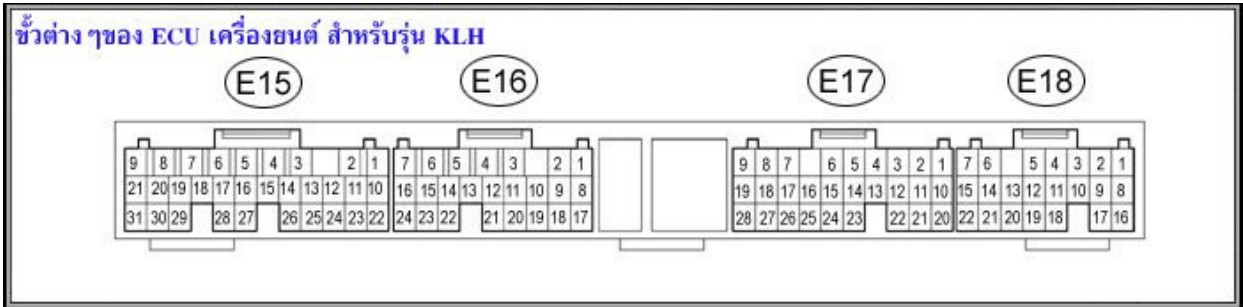 ขั้วต่าง ๆของ ECU เครื่องยนต์ สำหรับรุ่น KLH
E15 E16 E17 E18
9 8 7 6 5 4 3 2 1 7 6 5 4 3 2 1 9 8 7 6 5 4 3 2 1 7 6 5 4 3 2 1
21 20 19 18 17 16 15 14 13 12 11 10 16 15 14 13 12 11 10 9 8 19 18 17 16 15 14 13 12 11 10 15 14 13 12 11 10 9 8
31 30 29 28 27 26 25 24 23 22 24 23 22 21 20 19 18 17 28 27 26 25 24 23 22 21 20 22 21 20 19 18 17 16